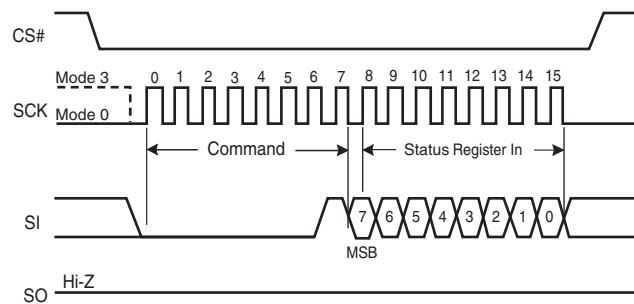 CS#
Mode 3 0 1 2 3 4 5 6 7 8 9 10 11 12 13 14 15
SCK Mode 0
Command Status Register In
SI 7 6 5 4 3 2 1 0
MSB
Hi-Z
SO